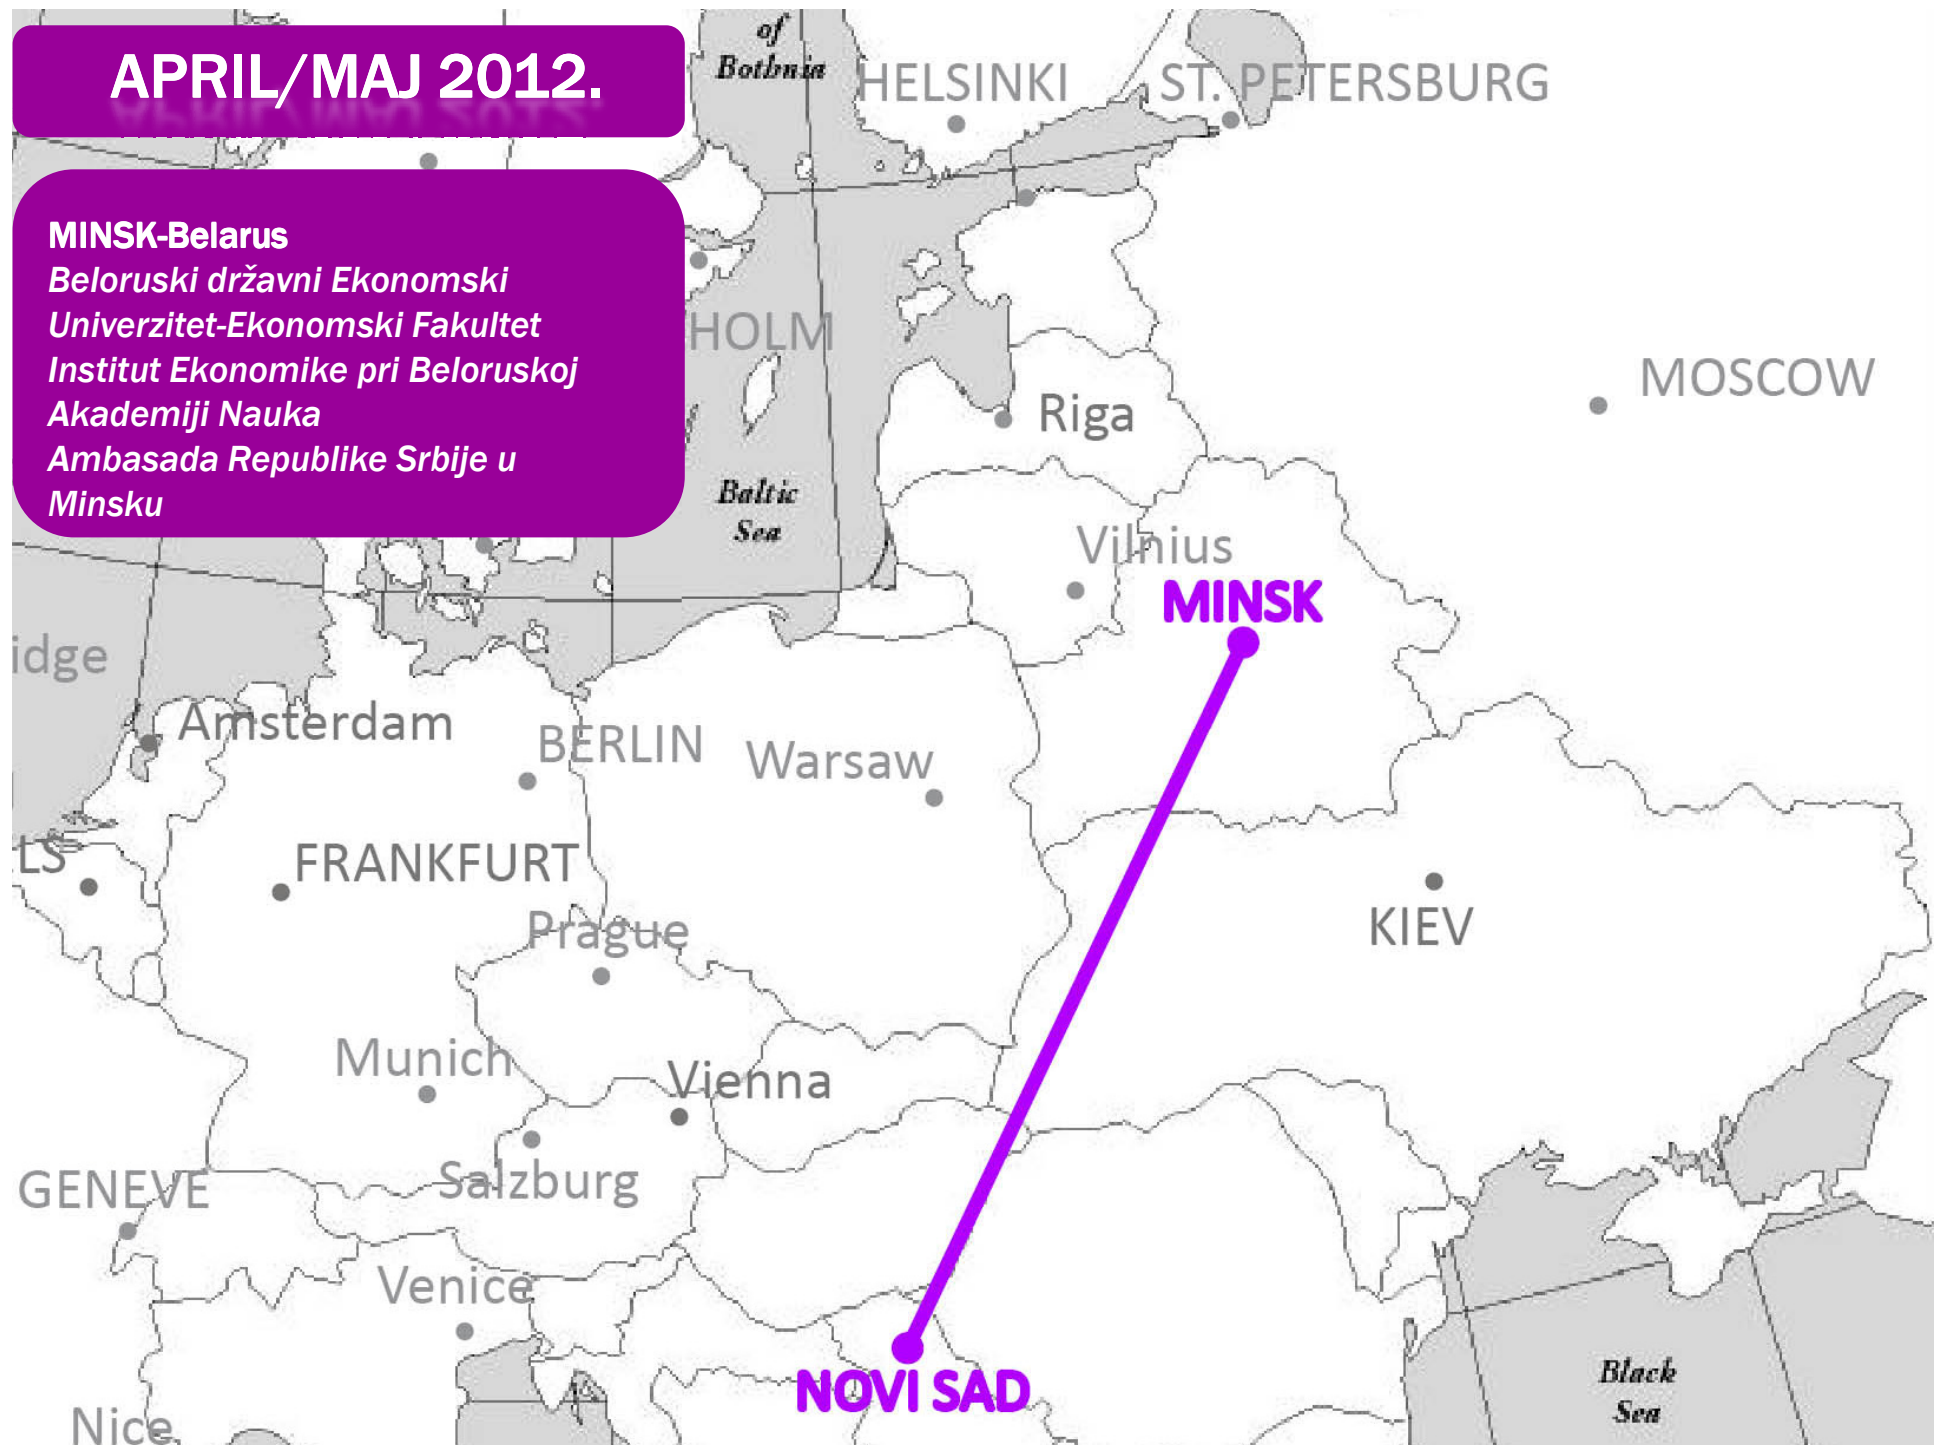 APRIL/MAJ 2012.
MINSK-Belarus
Beloruski državni Ekonomski
Univerzitet-Ekonomski Fakultet
Institut Ekonomike pri Beloruskoj
Akademiji Nauka
Ambasada Republike Srbije u
Minsku
of
Bothnia
HELSINKI
ST. PETERSBURG
HOLM
MOSCOW
Riga
Baltic
Sea
Vilnius
MINSK
idge
Amsterdam
BERLIN
Warsaw
LS
FRANKFURT
Prague
KIEV
Munich
Vienna
GENEVE
Salzburg
Venice
NOVI SAD
Black
Sea
Nice